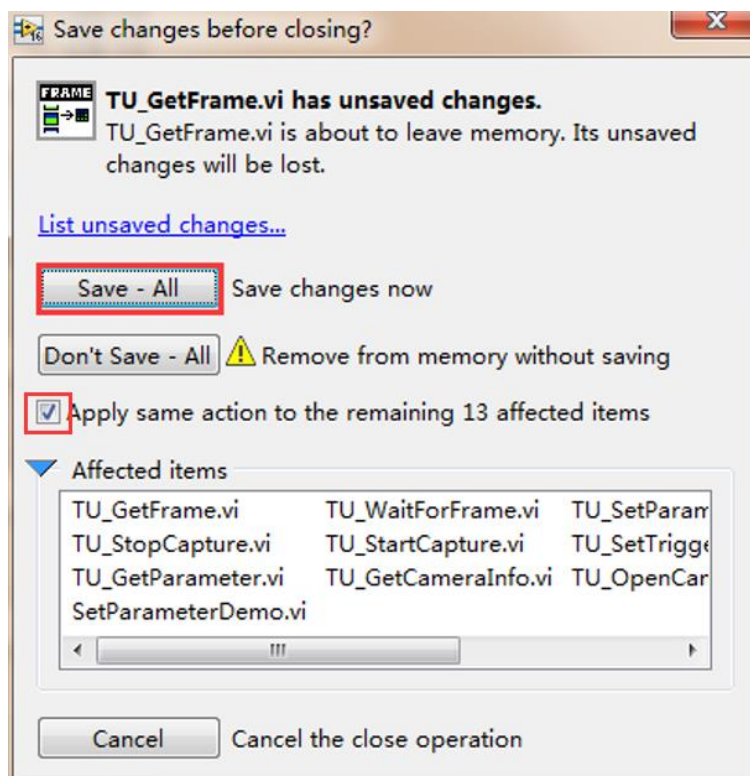 Save changes before closing?
FRAME
TU_GetFrame.vi has unsaved changes.
TU_GetFrame.vi is about to leave memory. Its unsaved
changes will be lost.
List unsaved changes...
Save - All Save changes now
Don't Save - All Remove from memory without saving
Apply same action to the remaining 13 affected items
Affected items
TU_GetFrame.vi TU_WaitForFrame.vi TU_SetParam
TU_StopCapture.vi TU_StartCapture.vi TU_SetTrigge
TU_GetParameter.vi TU_GetCameraInfo.vi TU_OpenCar
SetParameterDemo.vi
Cancel Cancel the close operation